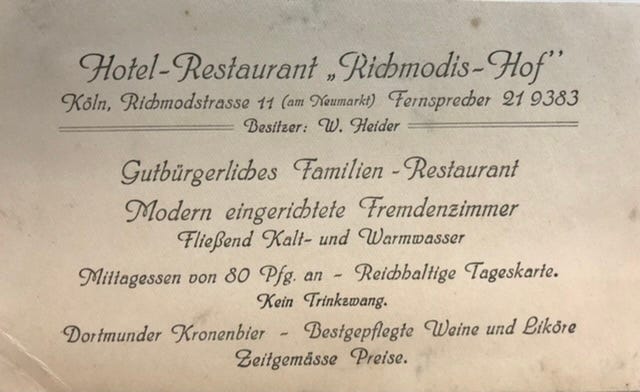 Hotel-Restaurant „Richmodis-Hof"
Köln, Richmodstrasse 11 (am Neumarkt) Fernsprecher 21 9383
Besitzer: W. Heider
Gutbürgerliches Familien-Restaurant
Modern eingerichtete Fremdenzimmer
Fließend Kalt- und Warmwasser
Mittagessen von 80 Pfg. an - Reichhaltige Tageskarte.
Kein Trinkzwang.
Dortmunder Kronenbier - Bestgepflegte Weine und Liköre
Zeitgemässe Preise.